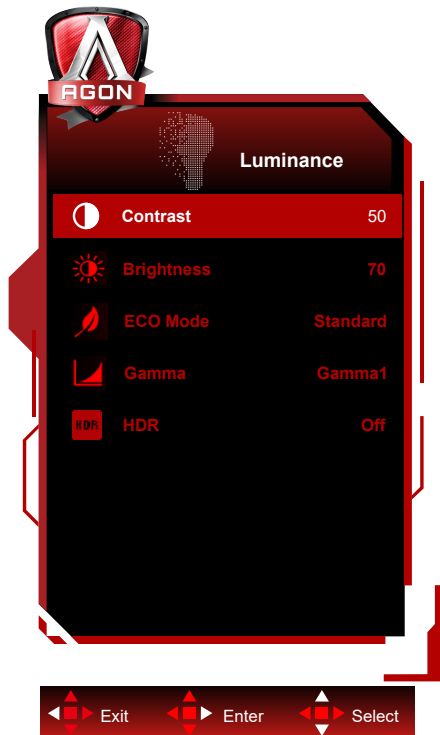 AGON
Luminance
Contrast 50
Brightness 70
ECO Mode Standard
Gamma Gamma1
HDR HDR Off
Exit Enter Select